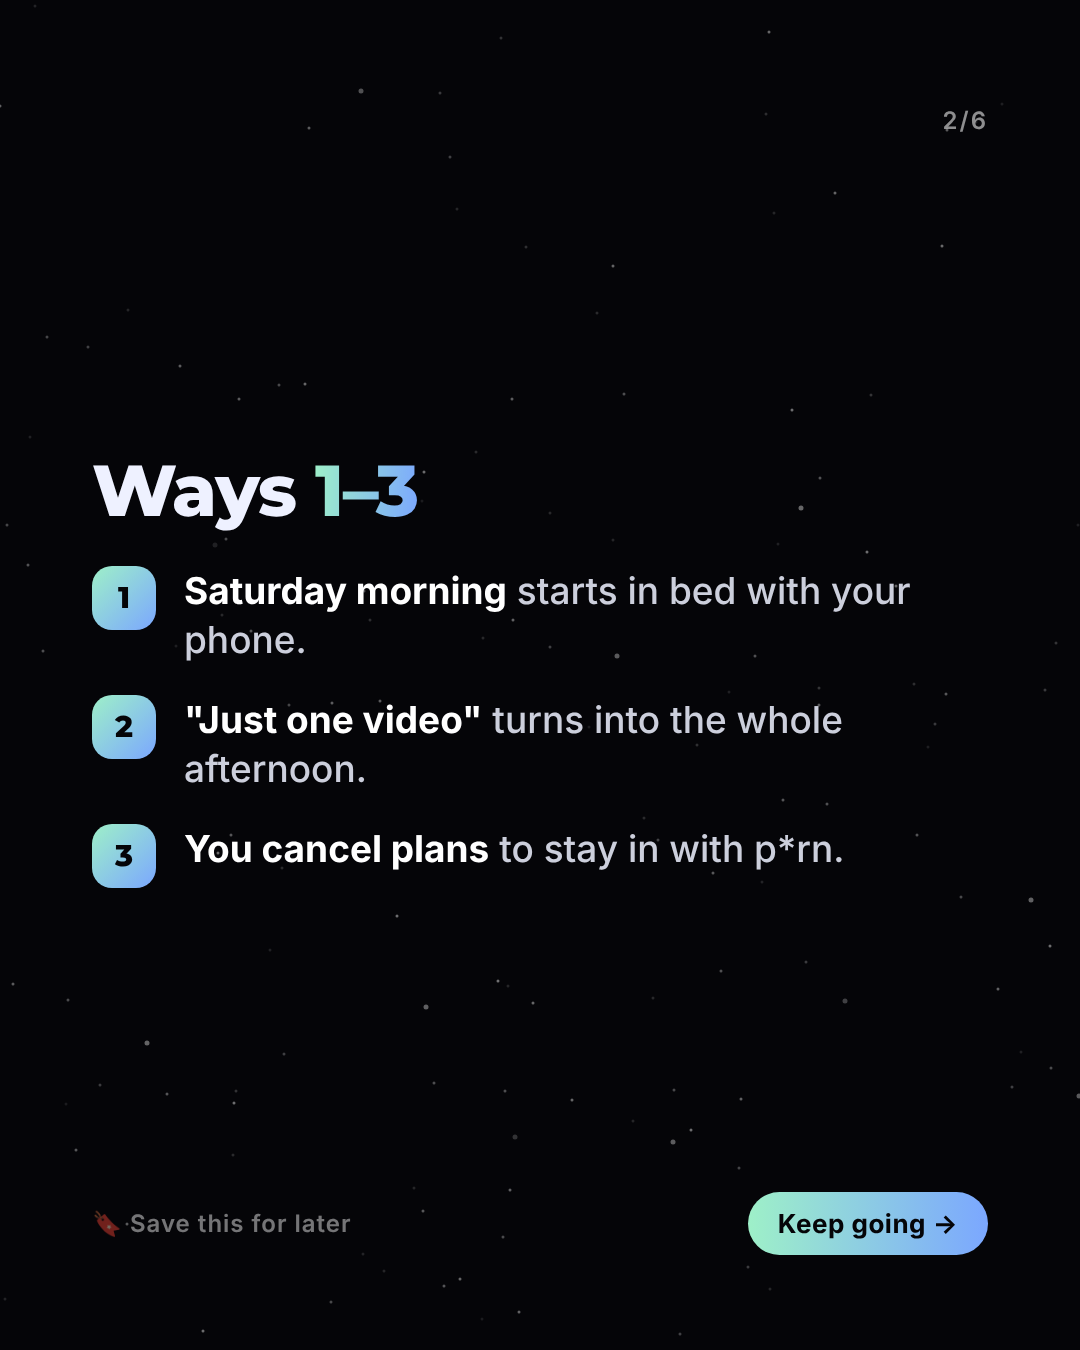 2/6
Ways 1–3
1
Saturday morning starts in bed with your
phone.
2
"Just one video" turns into the whole
afternoon.
3
You cancel plans to stay in with p*rn.
Save this for later
Keep going →